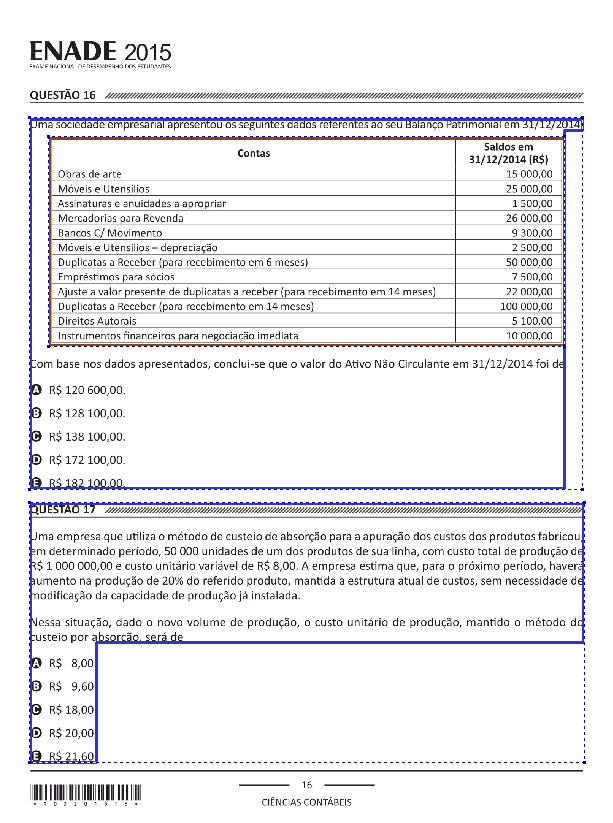 ENADE 2015
EXAME NACIONAL DE DESEMPENHO DOS ESTUDANTES
QUESTÃO 16
Uma sociedade empresarial apresentou os seguintes dados referentes ao seu Balanço Patrimonial em 31/12/2014:
Contas
Saldos em
31/12/2014 (R$)
Obras de arte 15 000,00
Móveis e Utensílios 25 000,00
Assinaturas e anuidades a apropriar 1 500,00
Mercadorias para Revenda 26 000,00
Bancos C/ Movimento 9 300,00
Móveis e Utensílios – depreciação 2 500,00
Duplicatas a Receber (para recebimento em 6 meses) 50 000,00
Empréstimos para sócios 7 500,00
Ajuste a valor presente de duplicatas a receber (para recebimento em 14 meses) 22 000,00
Duplicatas a Receber (para recebimento em 14 meses) 100 000,00
Direitos Autorais 5 100,00
Instrumentos financeiros para negociação imediata 10 000,00
Com base nos dados apresentados, conclui-se que o valor do Ativo Não Circulante em 31/12/2014 foi de
A R$ 120 600,00.
B R$ 128 100,00.
C R$ 138 100,00.
D R$ 172 100,00.
E R$ 182 100,00.
QUESTÃO 17
Uma empresa que utiliza o método de custeio de absorção para a apuração dos custos dos produtos fabricou,
em determinado período, 50 000 unidades de um dos produtos de sua linha, com custo total de produção de
R$ 1 000 000,00 e custo unitário variável de R$ 8,00. A empresa estima que, para o próximo período, haverá
aumento na produção de 20% do referido produto, mantida a estrutura atual de custos, sem necessidade de
modificação da capacidade de produção já instalada.
Nessa situação, dado o novo volume de produção, o custo unitário de produção, mantido o método do
custeio por absorção, será de
A R$ 8,00
B R$ 9,60
C R$ 18,00
D R$ 20,00
E R$ 21,60
16
CIÊNCIAS CONTÁBEIS